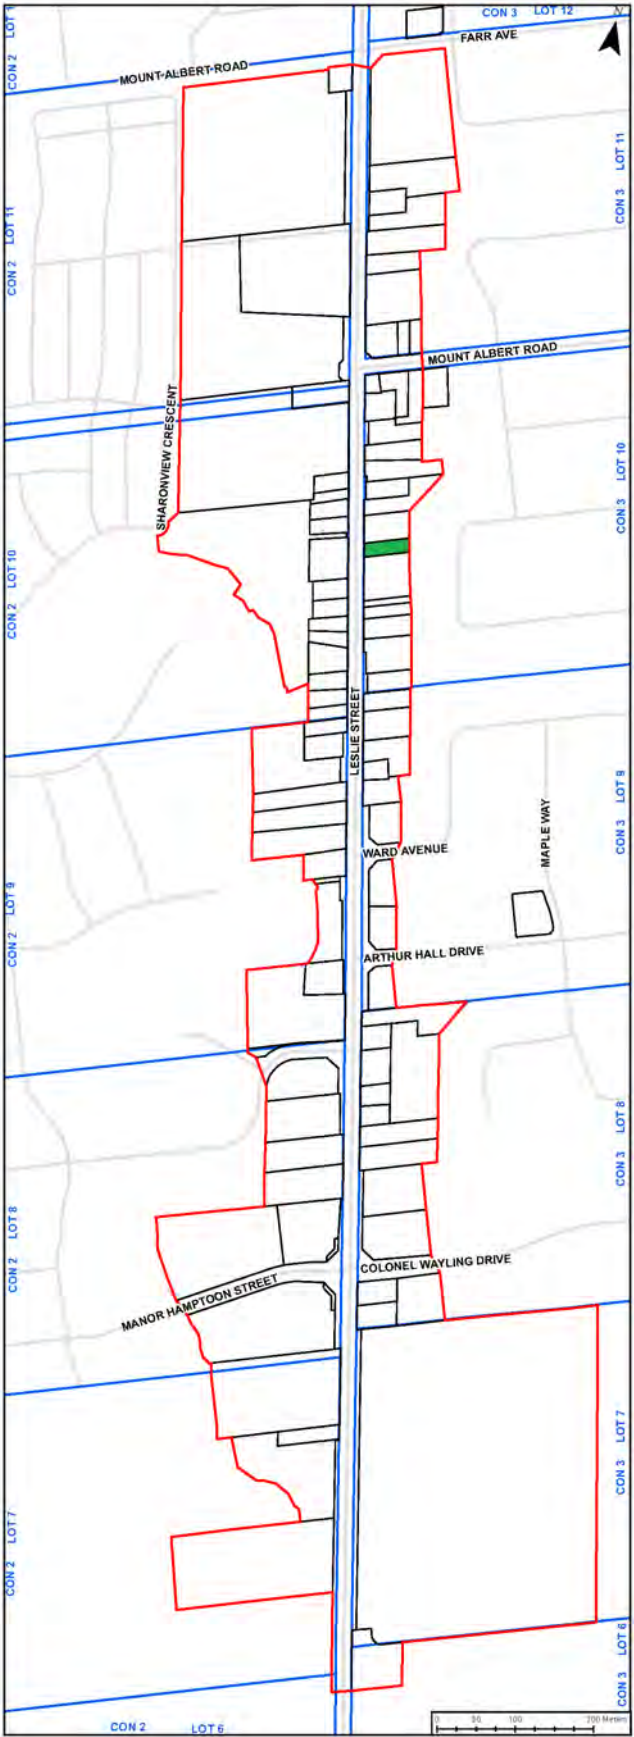 CON 3 LOT 12
N
FARR AVE
MOUNT-ALBERT-ROAD
CON 2 LOT 1
CON 3 LOT 11
CON 2 LOT 11
MOUNT ALBERT ROAD
SHARONVIEW CRESCENT
CON 3 LOT 10
CON 2 LOT 10
LESLIE STREET
CON 3 LOT 9
MAPLE WAY
WARD AVENUE
CON 2 LOT 9
ARTHUR HALL DRIVE
CON 3 LOT 8
CON 2 LOT 8
COLONEL WAYLING DRIVE
MANOR HAMPTOON STREET
CON 3 LOT 7
CON 2 LOT 7
CON 3 LOT 6
CON 2 LOT 6
0 50 100 200 Meters